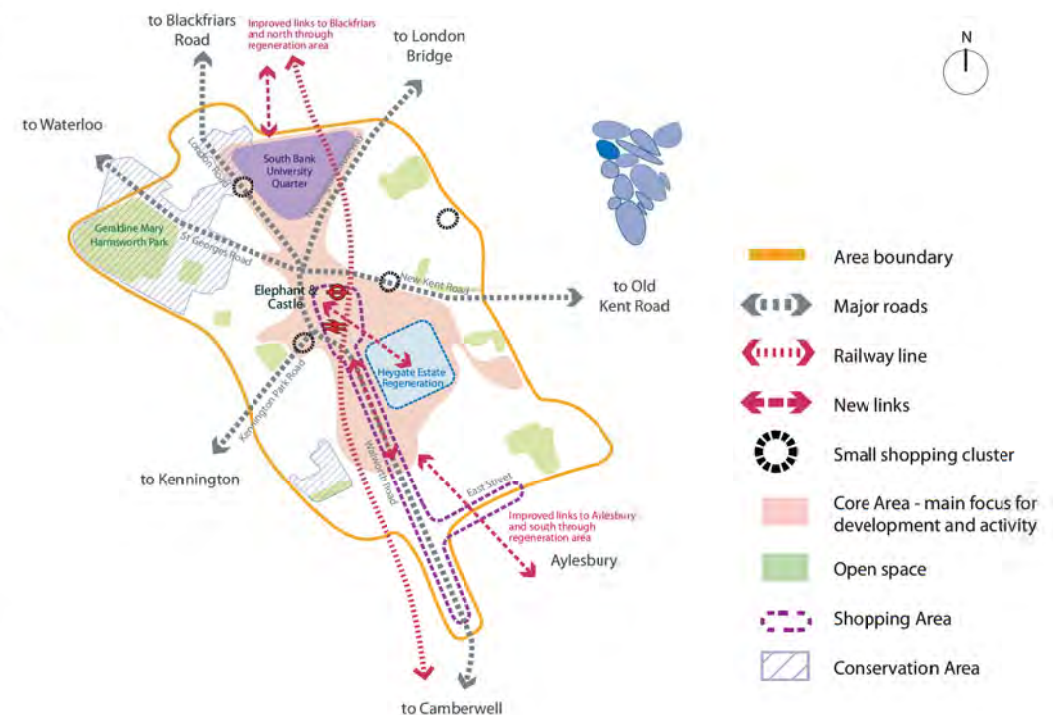 to Blackfriars
Road
Improved links to Blackfriars
and north through
regeneration area
to London
Bridge
N
to Waterloo
London Road
South Bank
University
Quarter
Geraldine Mary
Harmsworth Park
St Georges Road
Elephant &
Castle
New Kent Road
to Old
Kent Road
Heygate Estate
Regeneration
Kennington Park Road
to Kennington
Walworth Road
East Street
Improved links to Ailesbury
and south through
regeneration area
Aylesbury
to Camberwell
Area boundary
Major roads
Railway line
New links
Small shopping cluster
Core Area - main focus for
development and activity
Open space
Shopping Area
Conservation Area